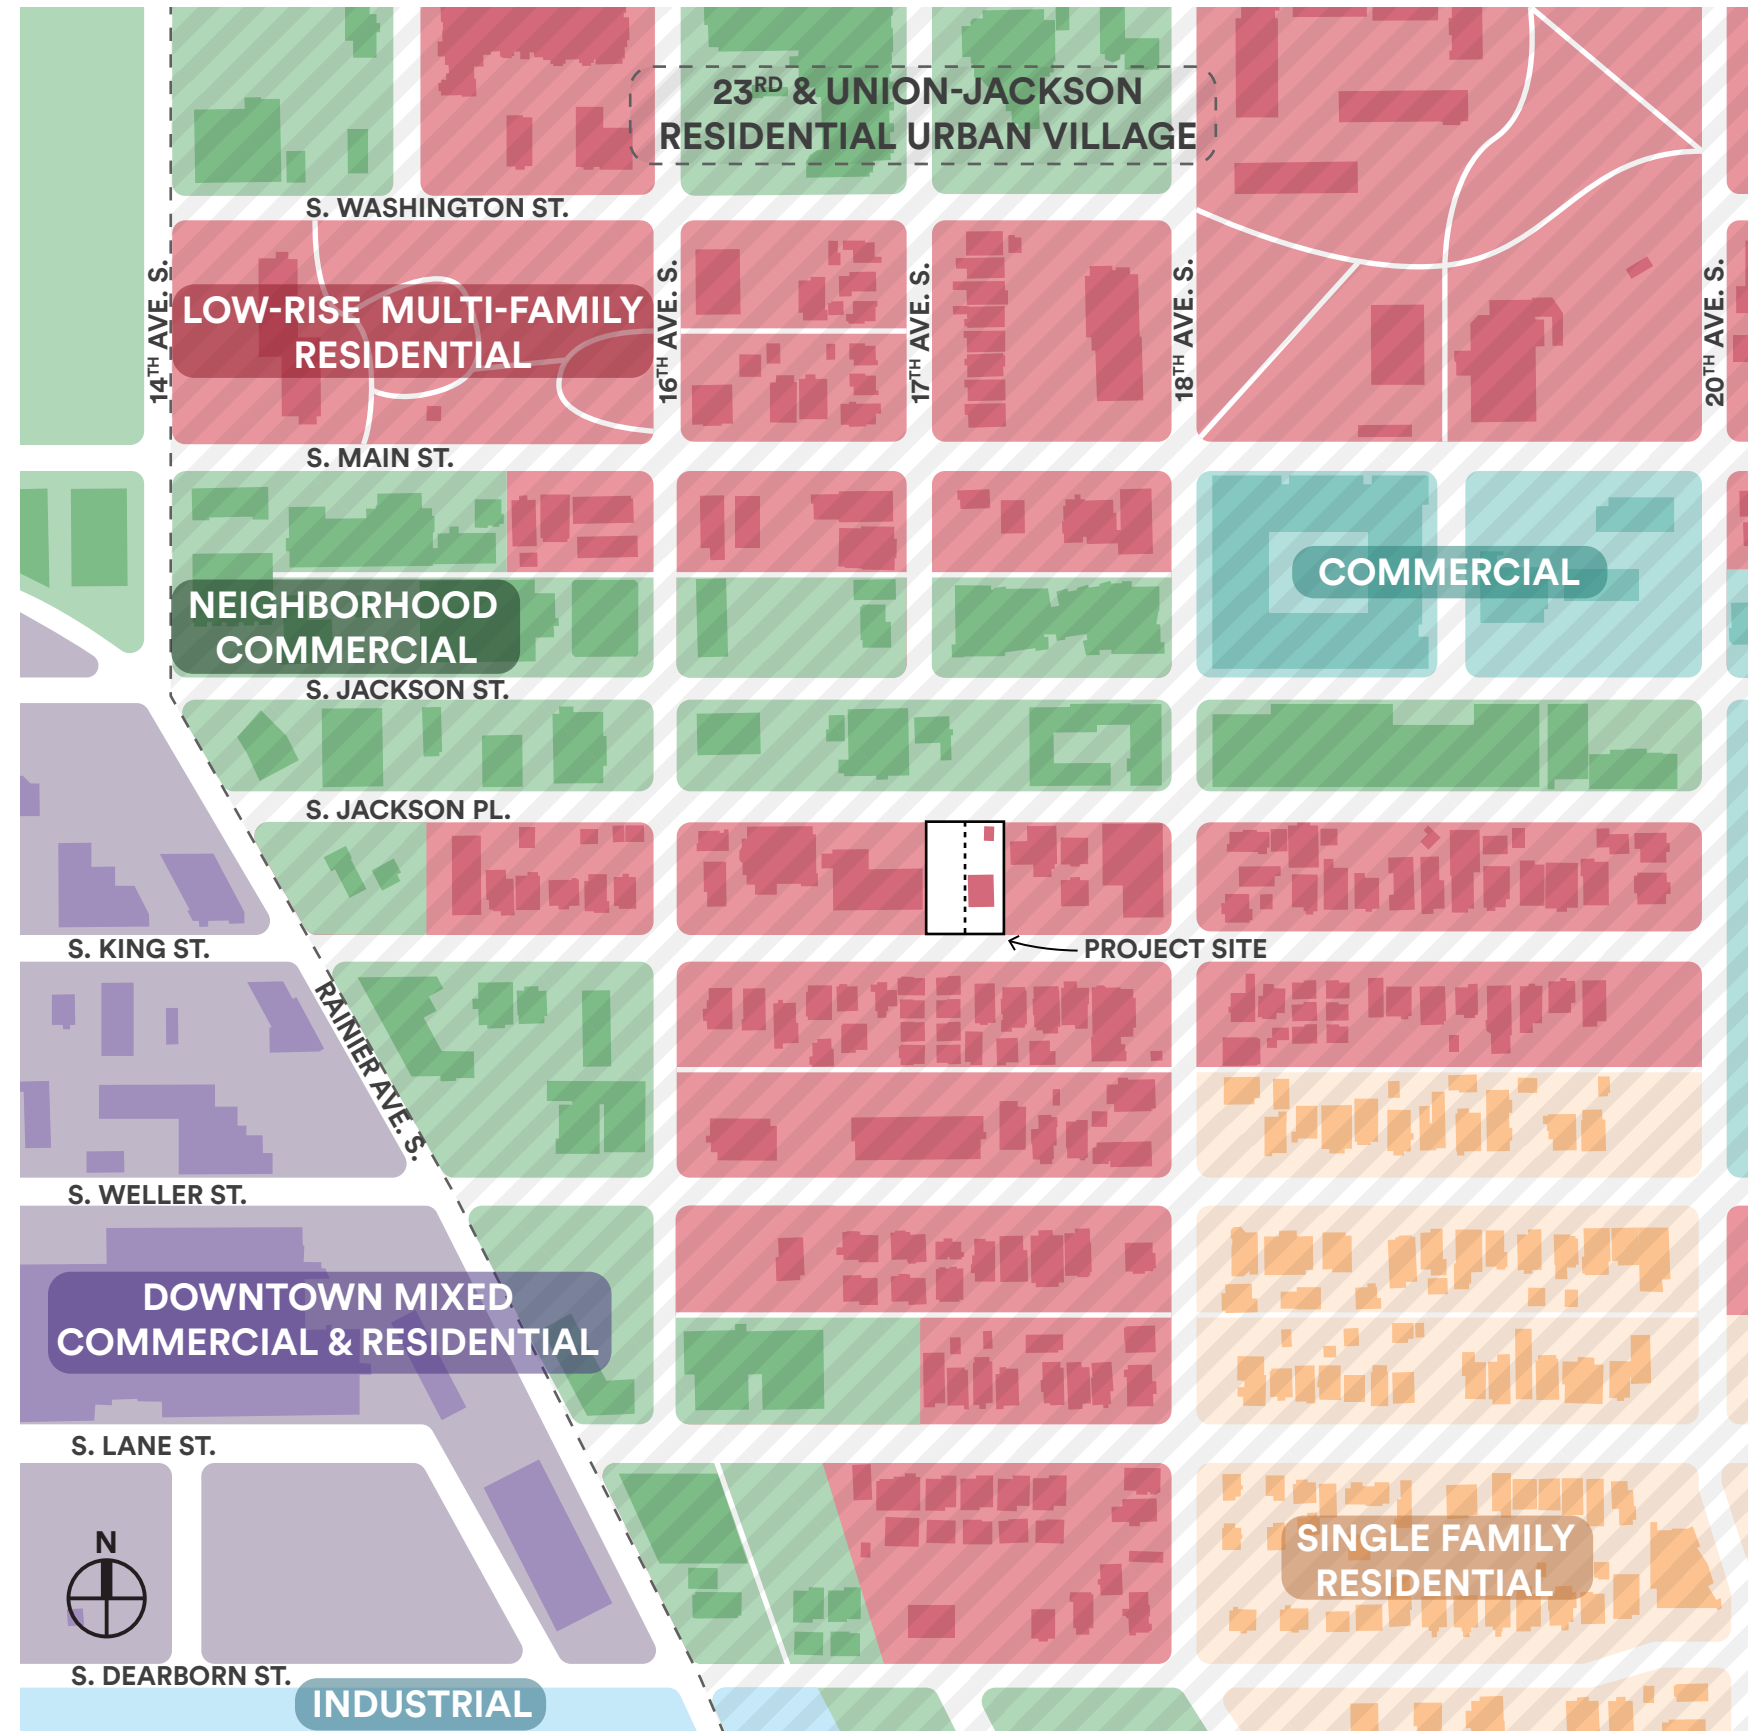 23RD & UNION-JACKSON
RESIDENTIAL URBAN VILLAGE
S. WASHINGTON ST.
14TH AVE. S.
16TH AVE. S.
17TH AVE. S.
18TH AVE. S.
20TH AVE. S.
LOW-RISE MULTI-FAMILY
RESIDENTIAL
S. MAIN ST.
COMMERCIAL
NEIGHBORHOOD
COMMERCIAL
S. JACKSON ST.
S. JACKSON PL.
S. KING ST.
PROJECT SITE
RAINIER AVE. S.
S. WELLER ST.
DOWNTOWN MIXED
COMMERCIAL & RESIDENTIAL
S. LANE ST.
N
SINGLE FAMILY
RESIDENTIAL
S. DEARBORN ST.
INDUSTRIAL